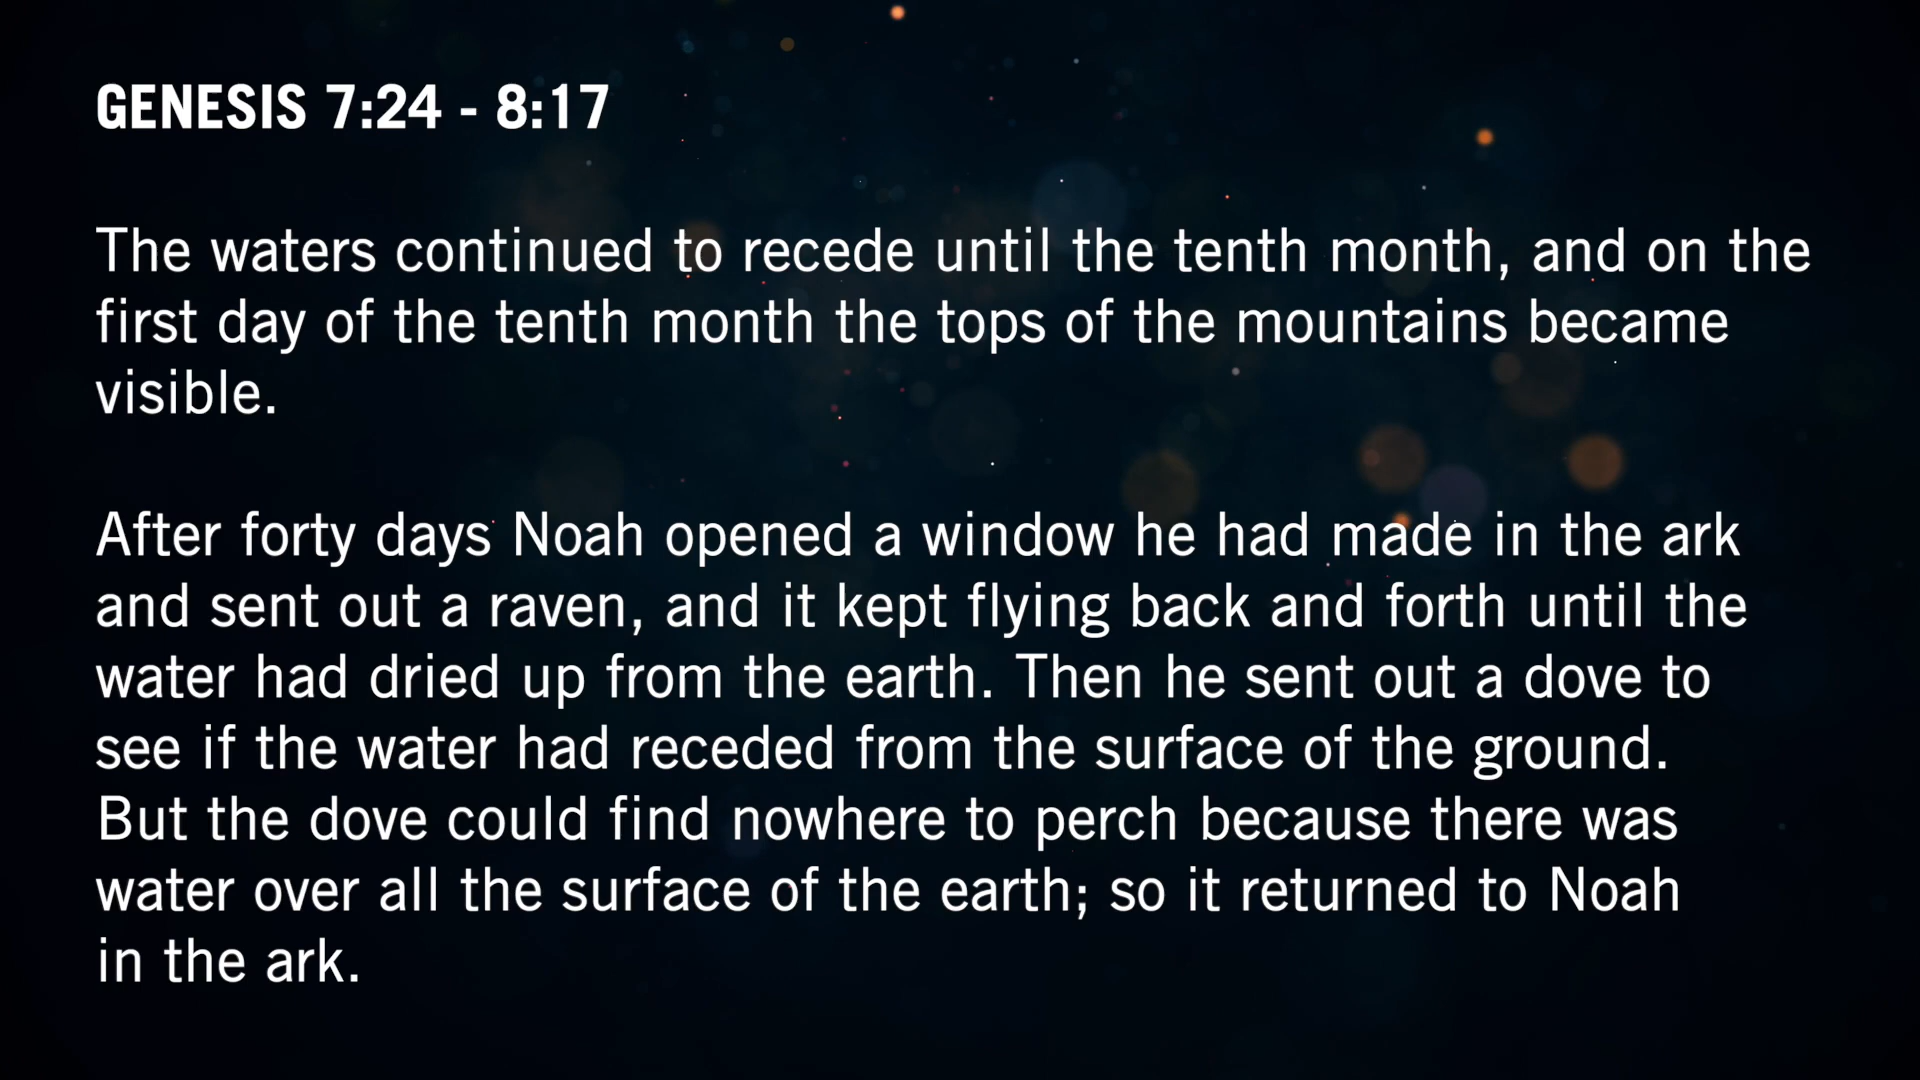 GENESIS 7:24 - 8:17
The waters continued to recede until the tenth month, and on the
first day of the tenth month the tops of the mountains became
visible.
After forty days Noah opened a window he had made in the ark
and sent out a raven, and it kept flying back and forth until the
water had dried up from the earth. Then he sent out a dove to
see if the water had receded from the surface of the ground.
But the dove could find nowhere to perch because there was
water over all the surface of the earth; so it returned to Noah
in the ark.